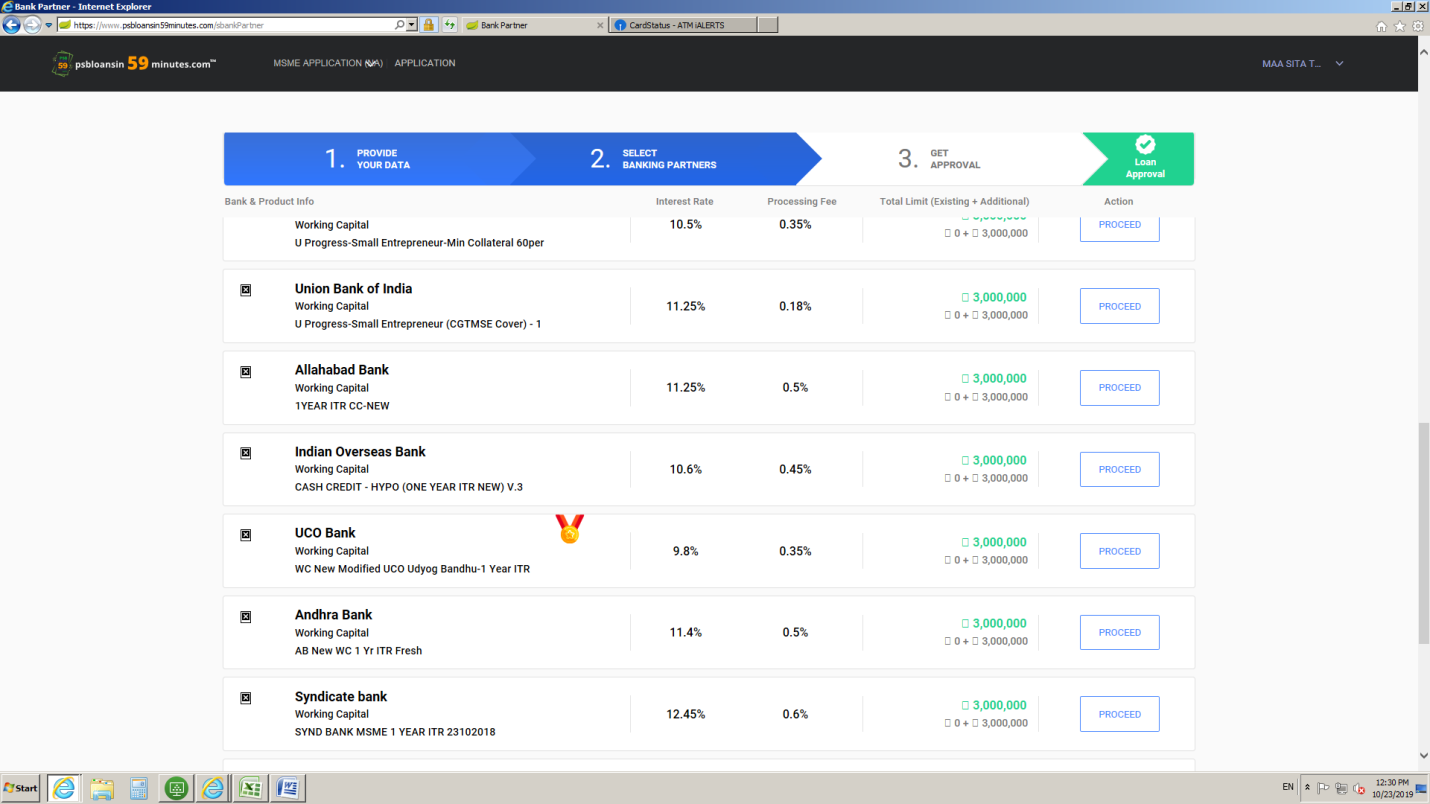 Bank Partner - Internet Explorer
https://www.psbloansin59minutes.com/sbankPartner
Bank Partner
CardStatus - ATM iALERTS
59 psbloansin 59 minutes.com™
MSME APPLICATION (NA)
APPLICATION
MAA SITA T...
1. PROVIDE
YOUR DATA
2. SELECT
BANKING PARTNERS
3. GET
APPROVAL
Loan
Approval
Bank & Product Info Interest Rate Processing Fee Total Limit (Existing + Additional) Action
3,000,000
Working Capital 10.5% 0.35% PROCEED
0 + 3,000,000
U Progress-Small Entrepreneur-Min Collateral 60per
Union Bank of India 3,000,000
Working Capital 11.25% 0.18% PROCEED
0 + 3,000,000
U Progress-Small Entrepreneur (CGTMSE Cover) - 1
Allahabad Bank 3,000,000
Working Capital 11.25% 0.5% PROCEED
0 + 3,000,000
1YEAR ITR CC-NEW
Indian Overseas Bank 3,000,000
Working Capital 10.6% 0.45% PROCEED
0 + 3,000,000
CASH CREDIT - HYPO (ONE YEAR ITR NEW) V.3
UCO Bank 3,000,000
Working Capital 9.8% 0.35% PROCEED
0 + 3,000,000
WC New Modified UCO Udyog Bandhu-1 Year ITR
Andhra Bank 3,000,000
Working Capital 11.4% 0.5% PROCEED
0 + 3,000,000
AB New WC 1 Yr ITR Fresh
Syndicate bank 3,000,000
Working Capital 12.45% 0.6% PROCEED
0 + 3,000,000
SYND BANK MSME 1 YEAR ITR 23102018
Start
EN
12:30 PM
10/23/2019